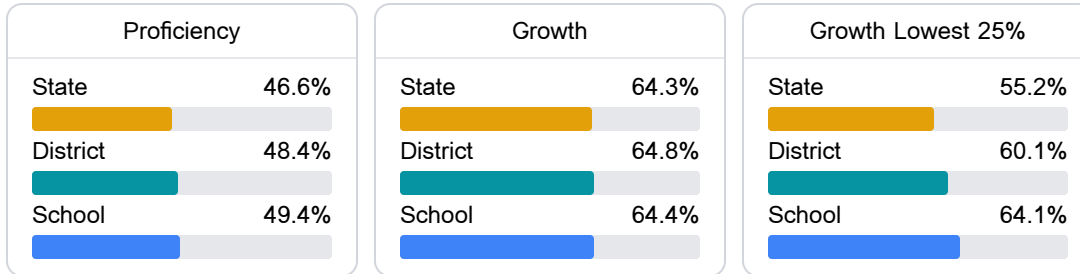 Proficiency
State 46.6%
District 48.4%
School 49.4%
Growth
State 64.3%
District 64.8%
School 64.4%
Growth Lowest 25%
State 55.2%
District 60.1%
School 64.1%